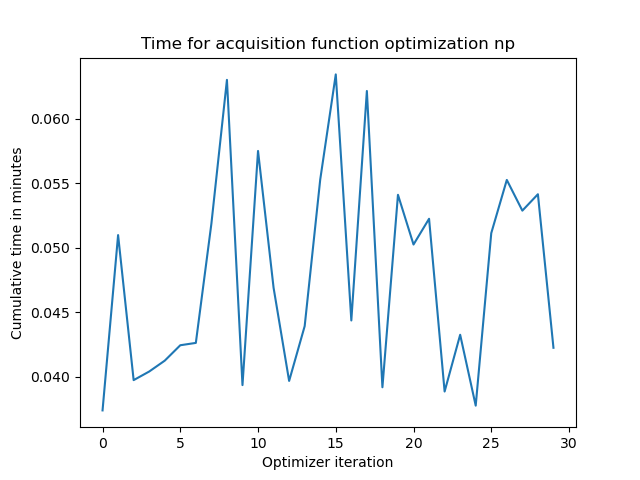 Time for acquisition function optimization np
Cumulative time in minutes
0.060
0.055
0.050
0.045
0.040
0 5 10 15 20 25 30
Optimizer iteration